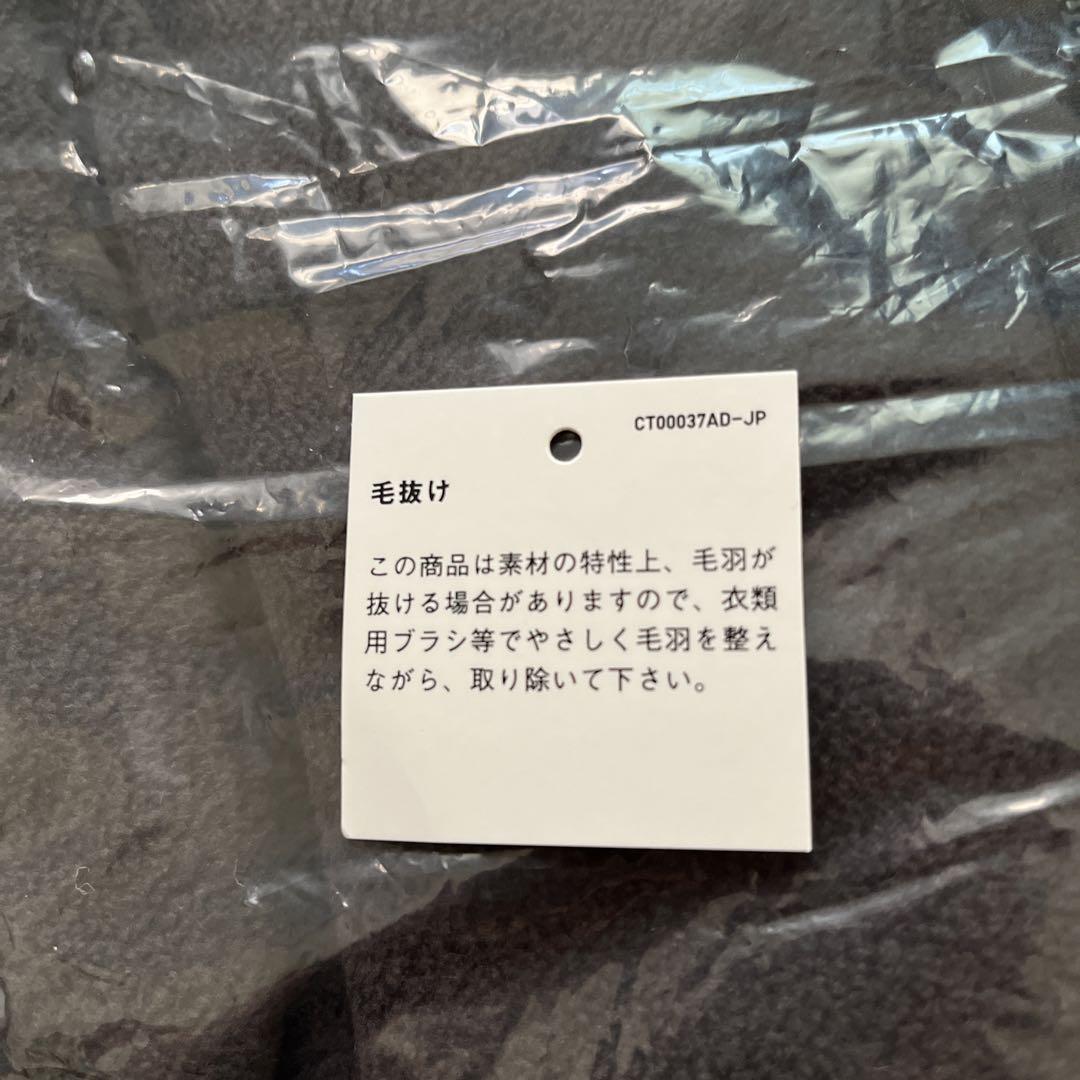 CT00037AD-JP
毛抜け
この商品は素材の特性上、毛羽が
抜ける場合がありますので、衣類
用ブラシ等でやさしく毛羽を整え
ながら、取り除いて下さい。